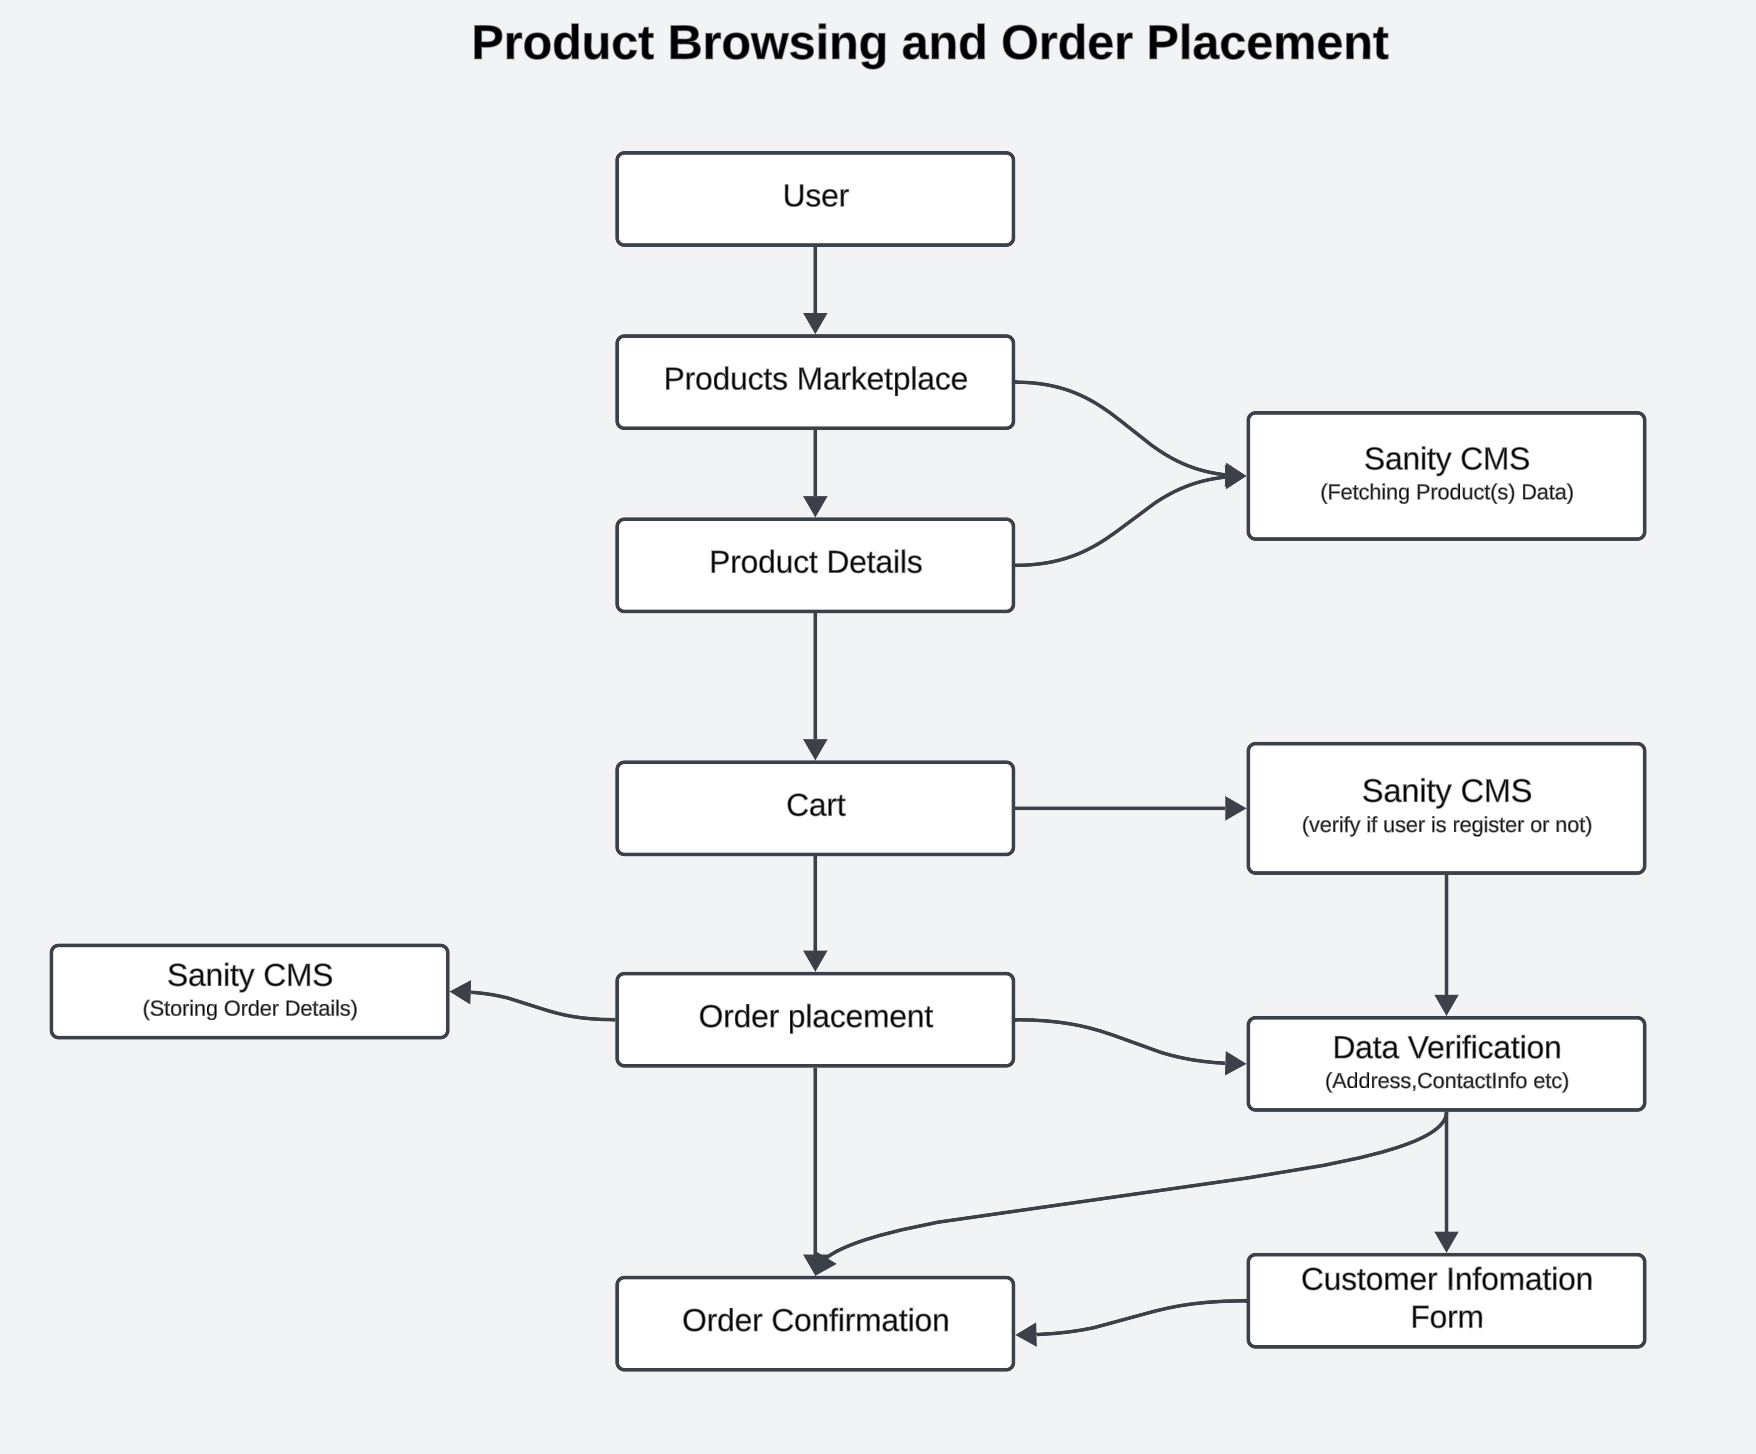 Product Browsing and Order Placement
User
Products Marketplace
Sanity CMS
(Fetching Product(s) Data)
Product Details
Cart
Sanity CMS
(verify if user is register or not)
Sanity CMS
(Storing Order Details)
Order placement
Data Verification
(Address,ContactInfo etc)
Customer Infomation
Form
Order Confirmation